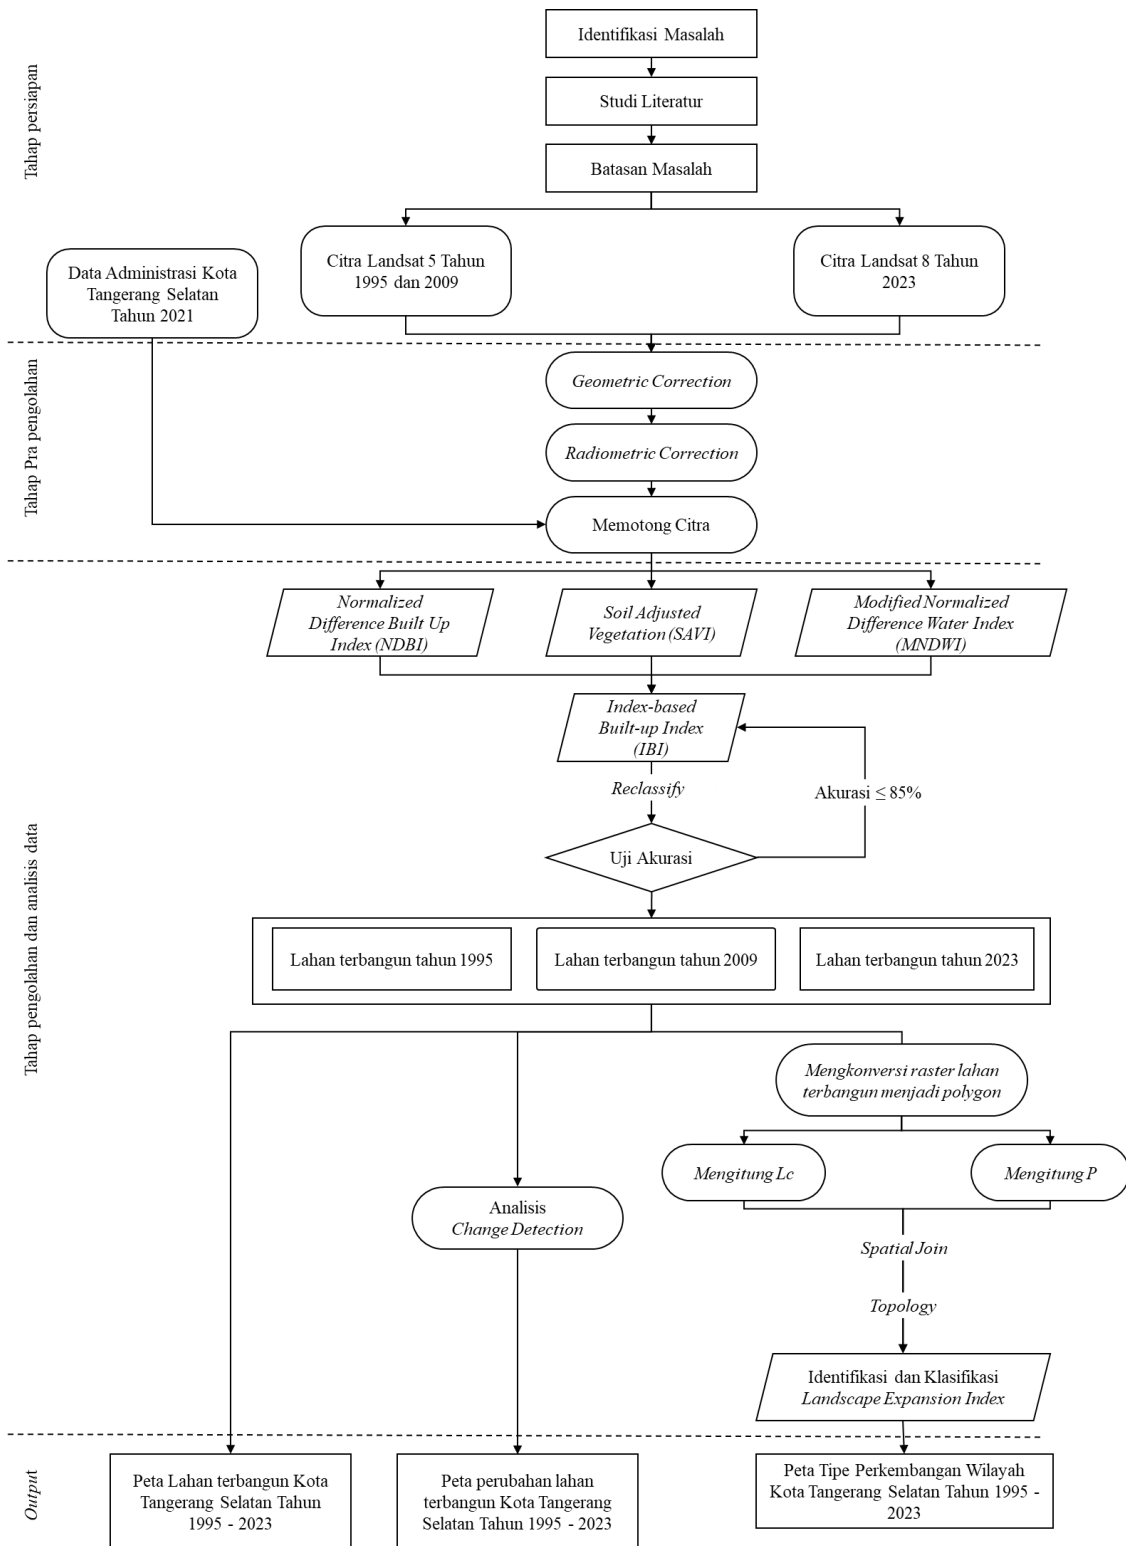 Tahap persiapan
Identifikasi Masalah
Studi Literatur
Batasan Masalah
Data Administrasi Kota
Tangerang Selatan
Tahun 2021
Citra Landsat 5 Tahun
1995 dan 2009
Citra Landsat 8 Tahun
2023
Tahap Pra pengolahan
Geometric Correction
Radiometric Correction
Memotong Citra
Tahap pengolahan dan analisis data
Normalized
Difference Built Up
Index (NDBI)
Soil Adjusted
Vegetation (SAVI)
Modified Normalized
Difference Water Index
(MNDWI)
Index-based
Built-up Index
(IBI)
Reclassify
Akurasi ≤ 85%
Uji Akurasi
Lahan terbangun tahun 1995
Lahan terbangun tahun 2009
Lahan terbangun tahun 2023
Mengkonversi raster lahan
terbangun menjadi polygon
Mengitung Lc
Mengitung P
Analisis
Change Detection
Spatial Join
Topology
Identifikasi dan Klasifikasi
Landscape Expansion Index
Output
Peta Lahan terbangun Kota
Tangerang Selatan Tahun
1995 - 2023
Peta perubahan lahan
terbangun Kota Tangerang
Selatan Tahun 1995 - 2023
Peta Tipe Perkembangan Wilayah
Kota Tangerang Selatan Tahun 1995 -
2023